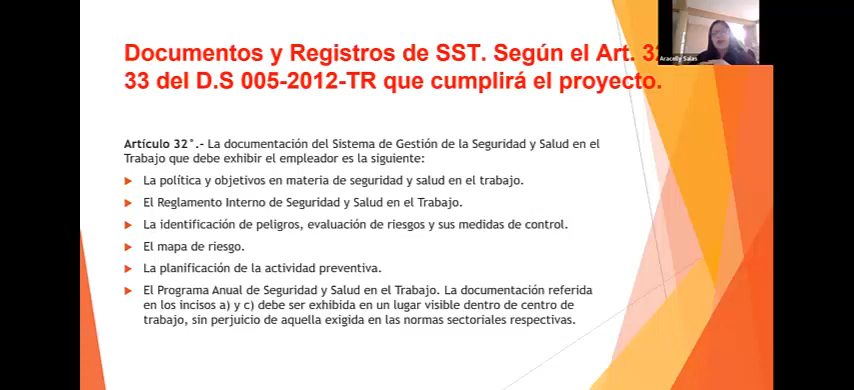 Documentos y Registros de SST. Según el Art. 32
33 del D.S 005-2012-TR que cumplirá el proyecto.
Aracelly Salas
Artículo 32°.- La documentación del Sistema de Gestión de la Seguridad y Salud en el
Trabajo que debe exhibir el empleador es la siguiente:
La política y objetivos en materia de seguridad y salud en el trabajo.
El Reglamento Interno de Seguridad y Salud en el Trabajo.
La identificación de peligros, evaluación de riesgos y sus medidas de control.
El mapa de riesgo.
La planificación de la actividad preventiva.
El Programa Anual de Seguridad y Salud en el Trabajo. La documentación referida
en los incisos a) y c) debe ser exhibida en un lugar visible dentro de centro de
trabajo, sin perjuicio de aquella exigida en las normas sectoriales respectivas.